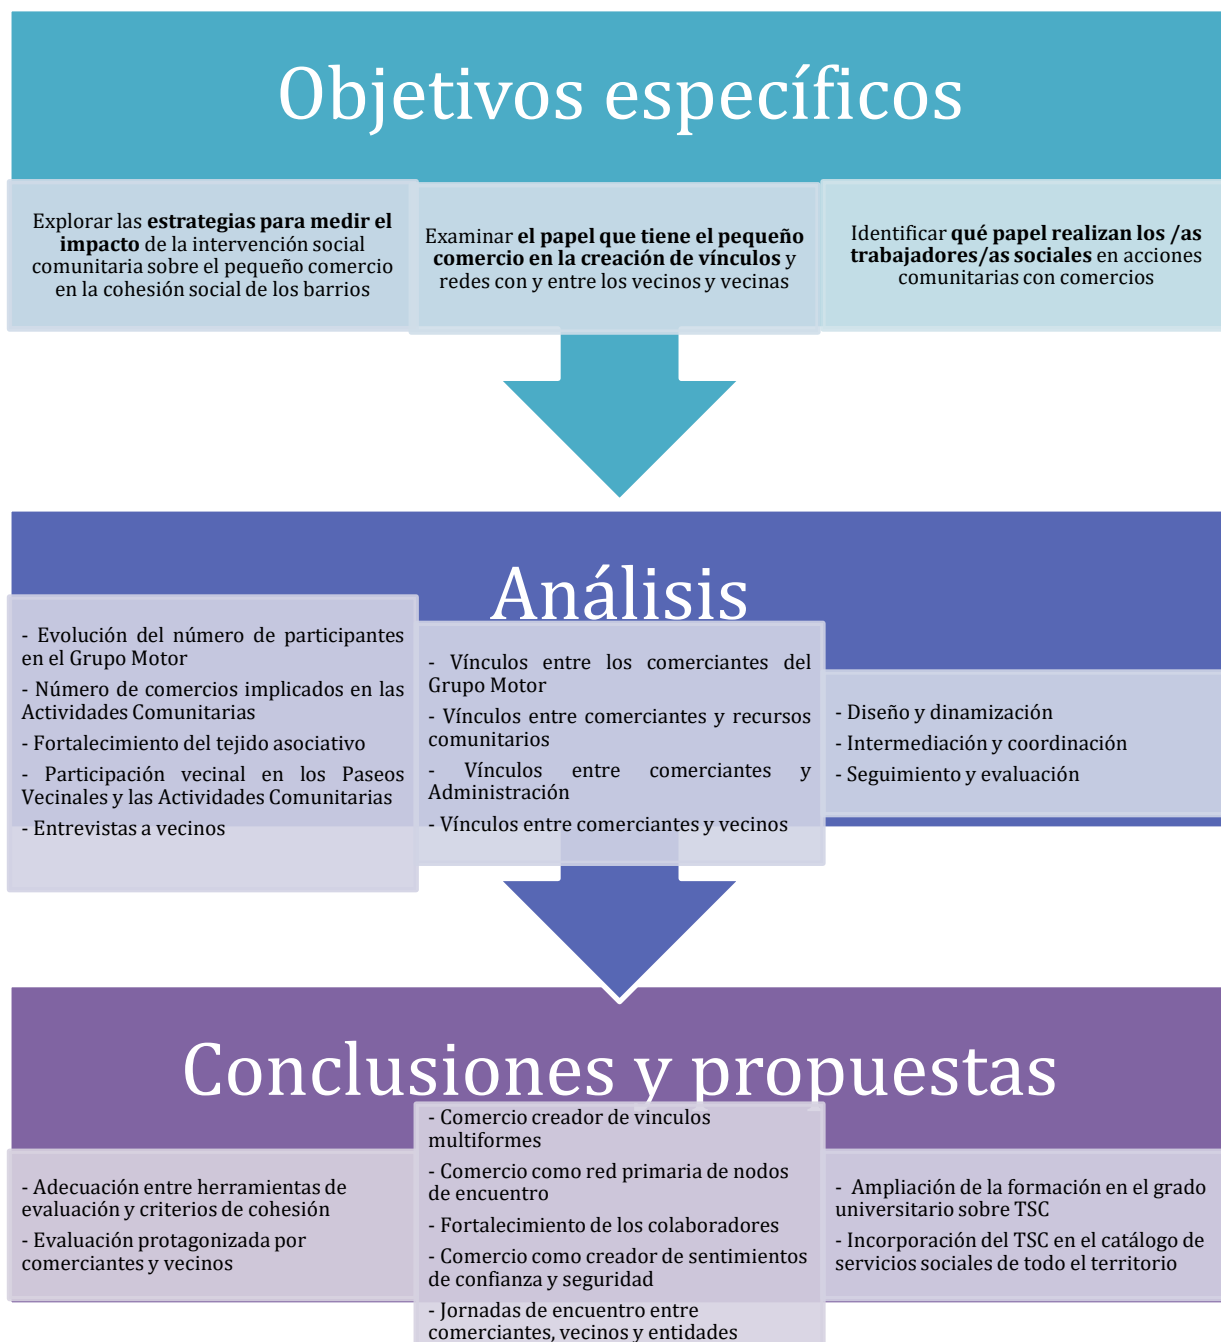 Objetivos específicos
Explorar las estrategias para medir el
impacto de la intervención social
comunitaria sobre el pequeño comercio
en la cohesión social de los barrios
Examinar el papel que tiene el pequeño
comercio en la creación de vínculos y
redes con y entre los vecinos y vecinas
Identificar qué papel realizan los /as
trabajadores/as sociales en acciones
comunitarias con comercios
Análisis
- Evolución del número de participantes
en el Grupo Motor
- Número de comercios implicados en las
Actividades Comunitarias
- Fortalecimiento del tejido asociativo
- Participación vecinal en los Paseos
Vecinales y las Actividades Comunitarias
- Entrevistas a vecinos
- Vínculos entre los comerciantes del
Grupo Motor
- Vínculos entre comerciantes y recursos
comunitarios
- Vínculos entre comerciantes y
Administración
- Vínculos entre comerciantes y vecinos
- Diseño y dinamización
- Intermediación y coordinación
- Seguimiento y evaluación
Conclusiones y propuestas
- Adecuación entre herramientas de
evaluación y criterios de cohesión
- Evaluación protagonizada por
comerciantes y vecinos
- Comercio creador de vinculos
multiformes
- Comercio como red primaria de nodos
de encuentro
- Fortalecimiento de los colaboradores
- Comercio como creador de sentimientos
de confianza y seguridad
- Jornadas de encuentro entre
comerciantes, vecinos y entidades
- Ampliación de la formación en el grado
universitario sobre TSC
- Incorporación del TSC en el catálogo de
servicios sociales de todo el territorio